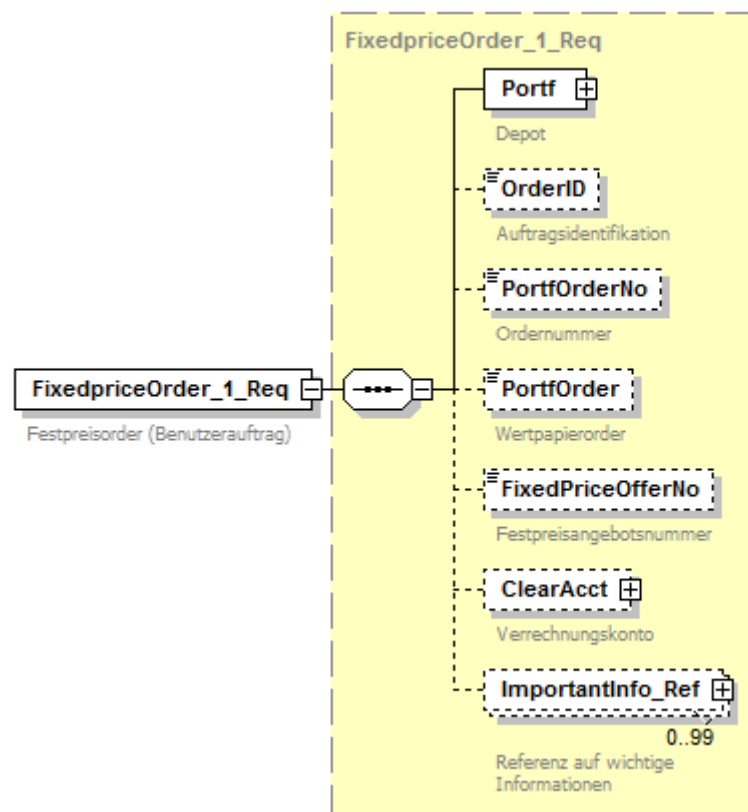 FixedpriceOrder_1_Req
Portf
Depot
OrderID
Auftragsidentifikation
PortfOrderNo
Ordernummer
FixedpriceOrder_1_Req
Festpreisorder (Benutzerauftrag)
PortfOrder
Wertpapierorder
FixedPriceOfferNo
Festpreisangebotsnummer
ClearAcct
Verrechnungskonto
ImportantInfo_Ref
0..99
Referenz auf wichtige
Informationen